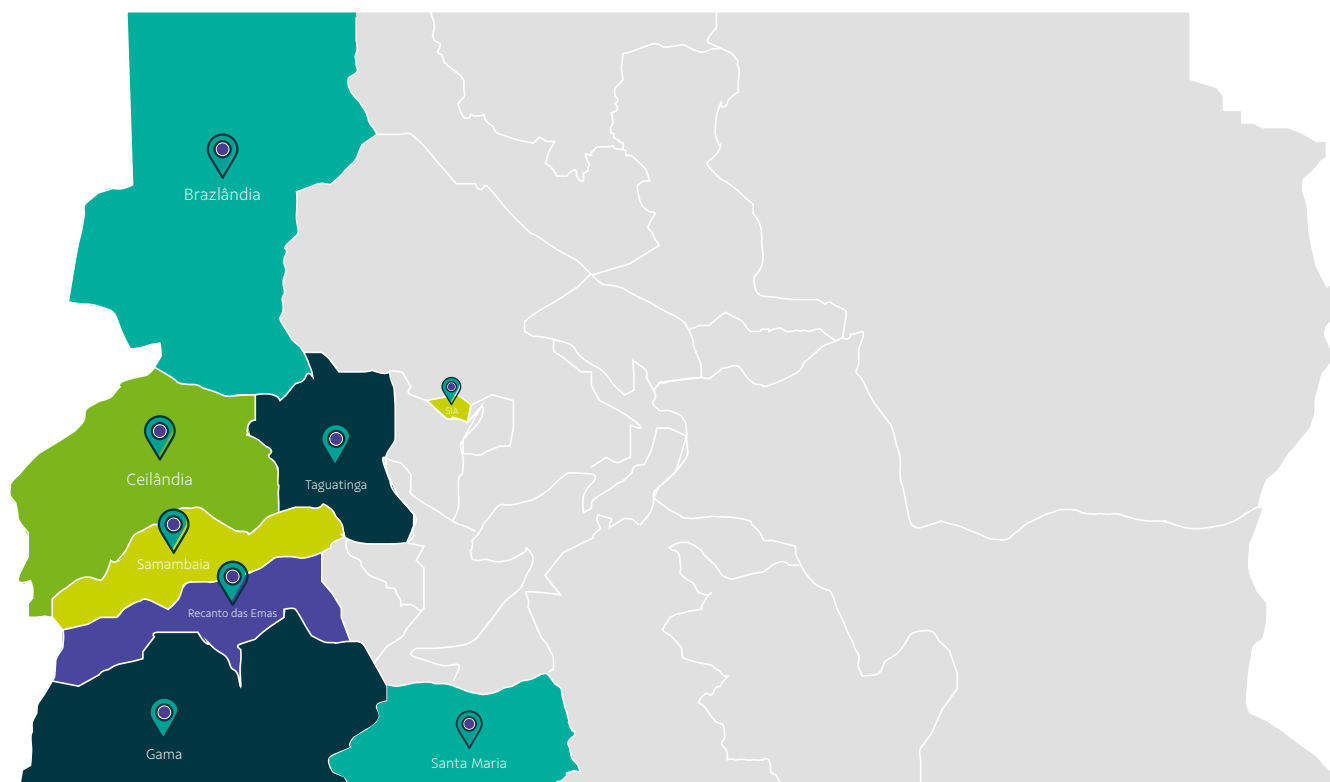 Brazlândia
SIA
Ceilândia
Taguatinga
Samambaia
Recanto das Emas
Gama
Santa Maria